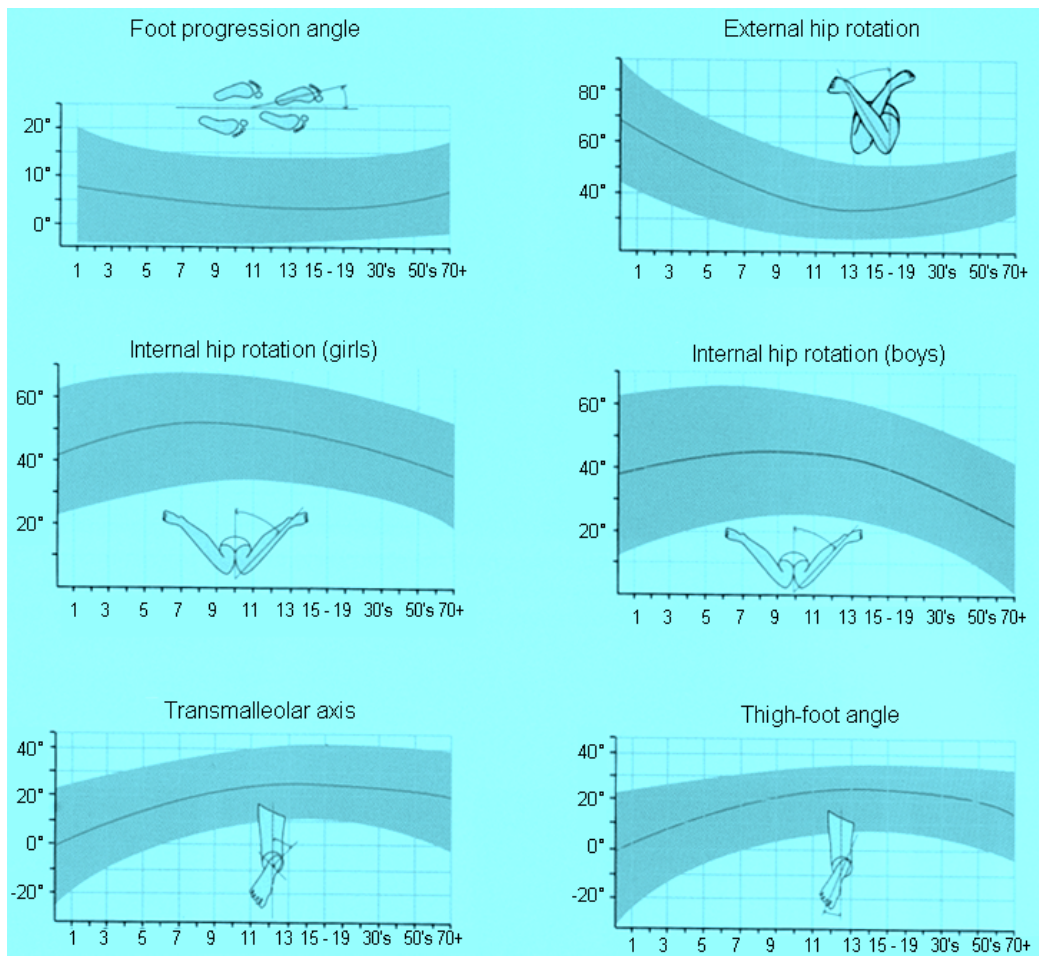 Foot progression angle
20°
10°
0°
1 3 5 7 9 11 13 15 - 19 30's 50's 70+
External hip rotation
80°
60°
40°
1 3 5 7 9 11 13 15 - 19 30's 50's 70+
Internal hip rotation (girls)
60°
40°
20°
1 3 5 7 9 11 13 15 - 19 30's 50's 70+
Internal hip rotation (boys)
60°
40°
20°
1 3 5 7 9 11 13 15 - 19 30's 50's 70+
Transmalleolar axis
40°
20°
0°
-20°
1 3 5 7 9 11 13 15 - 19 30's 50's 70+
Thigh-foot angle
40°
20°
0°
-20°
1 3 5 7 9 11 13 15 - 19 30's 50's 70+